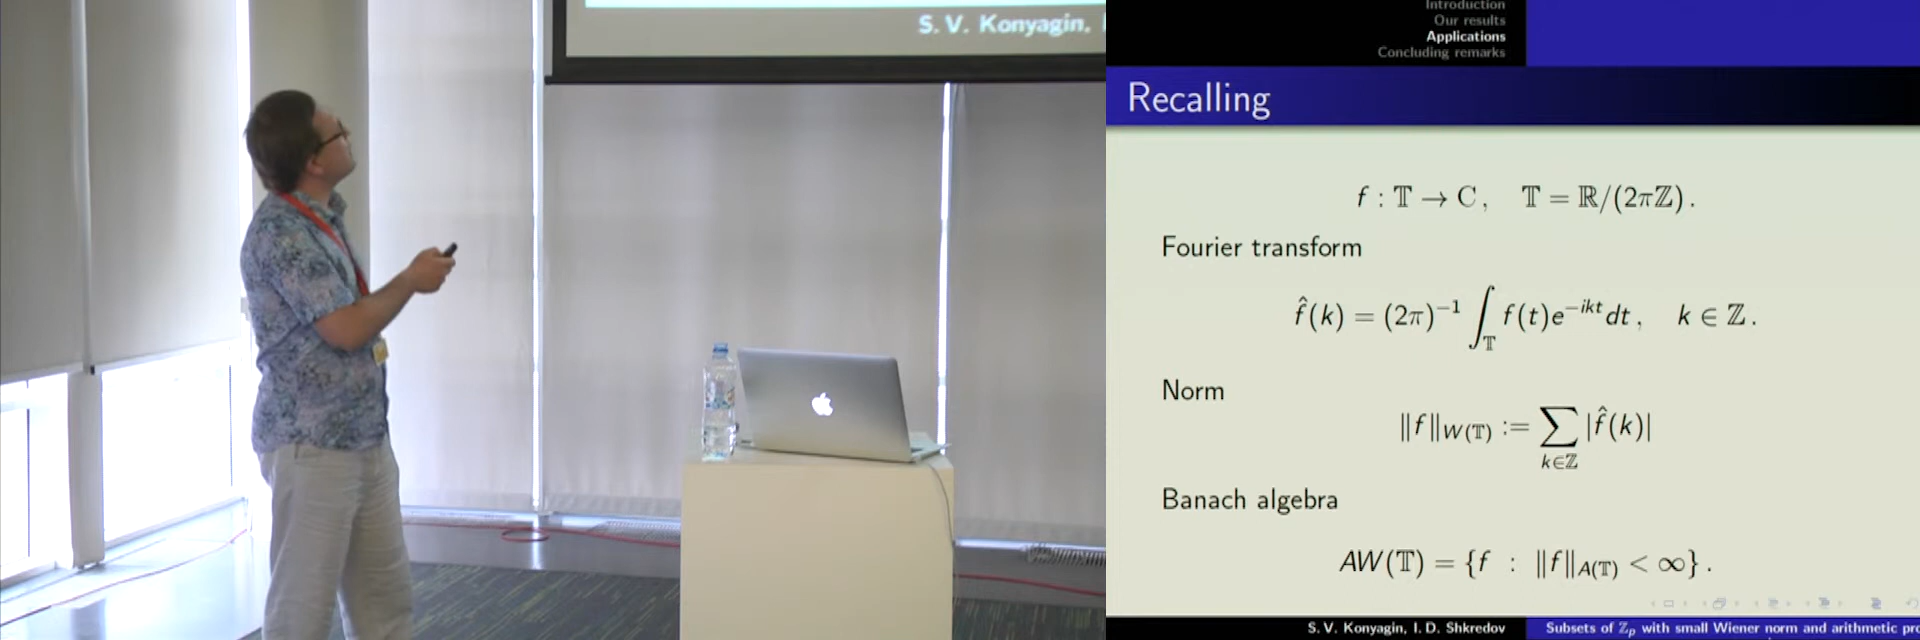 S. V. Konyagin,
Introduction
Our results
Applications
Concluding remarks
Recalling
f : 𝕋 → C , 𝕋 = ℝ/(2πℤ) .
Fourier transform
f̂(k) = (2π)⁻¹ ∫_𝕋 f(t)e^{−ikt} dt , k ∈ ℤ .
Norm
‖f‖_{W(𝕋)} := ∑_{k∈ℤ} |f̂(k)|
Banach algebra
AW(𝕋) = {f : ‖f‖_{A(𝕋)} < ∞} .
S. V. Konyagin, I. D. Shkredov
Subsets of ℤ_p with small Wiener norm and arithmetic pro